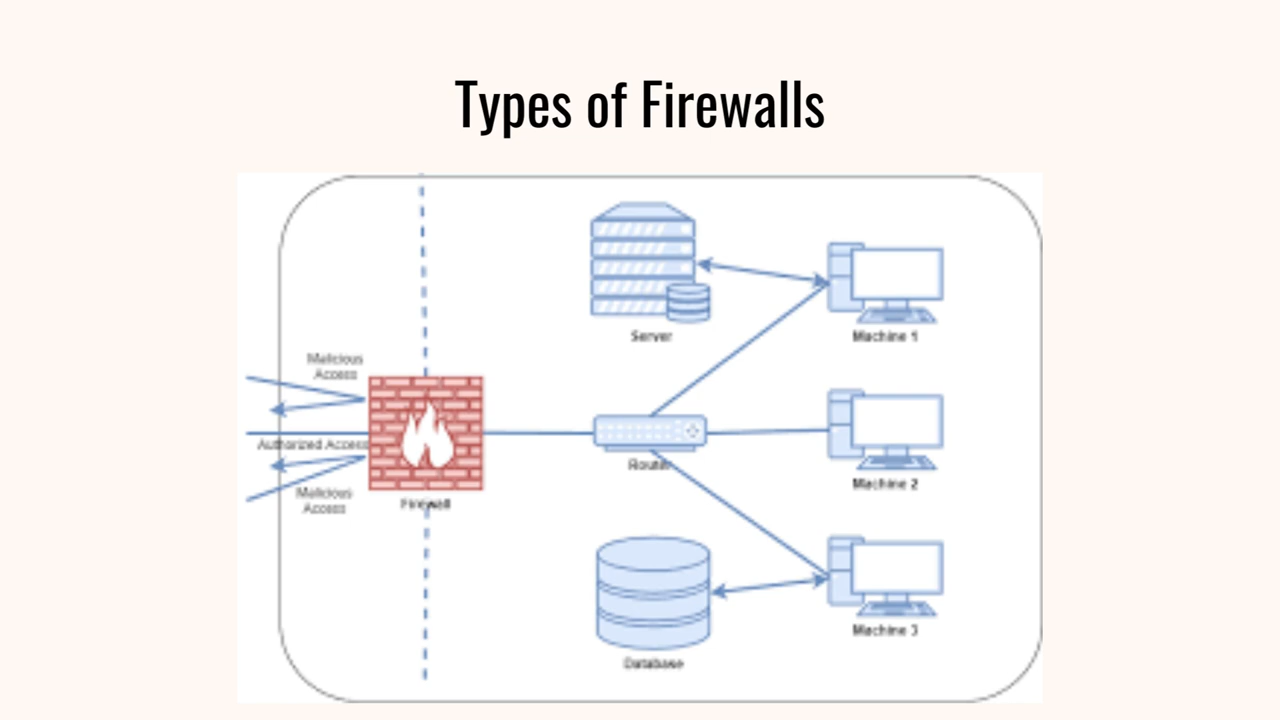 Types of Firewalls
Server
Machine 1
Malicious
Access
Authorized Access
Router
Machine 2
Malicious
Access
Firewall
Machine 3
Database